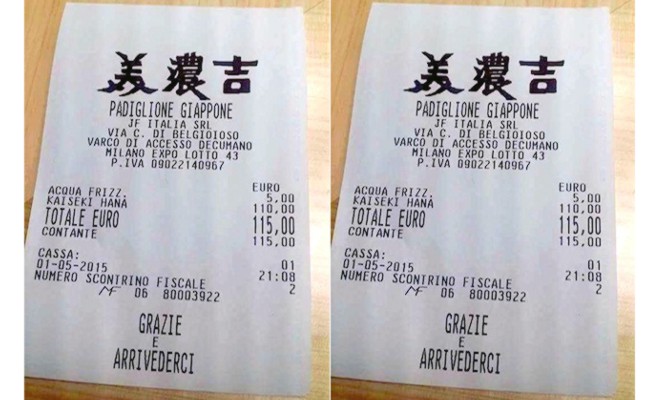 美濃吉
PADIGLIONE GIAPPONE
JF ITALIA SRL
VIA C. DI BELGIOIOSO
VARCO DI ACCESSO DECUMANO
MILANO EXPO LOTTO 43
P.IVA 09022140967
EURO
ACQUA FRIZZ. 5,00
KAISEKI HANA 110,00
TOTALE EURO 115,00
CONTANTE 115,00
CASSA: 01
01-05-2015 21:08
NUMERO SCONTRINO FISCALE 2
MF 06 80003922
GRAZIE
E
ARRIVEDERCI
美濃吉
PADIGLIONE GIAPPONE
JF ITALIA SRL
VIA C. DI BELGIOIOSO
VARCO DI ACCESSO DECUMANO
MILANO EXPO LOTTO 43
P.IVA 09022140967
EURO
ACQUA FRIZZ. 5,00
KAISEKI HANA 110,00
TOTALE EURO 115,00
CONTANTE 115,00
CASSA: 01
01-05-2015 21:08
NUMERO SCONTRINO FISCALE 2
MF 06 80003922
GRAZIE
E
ARRIVEDERCI